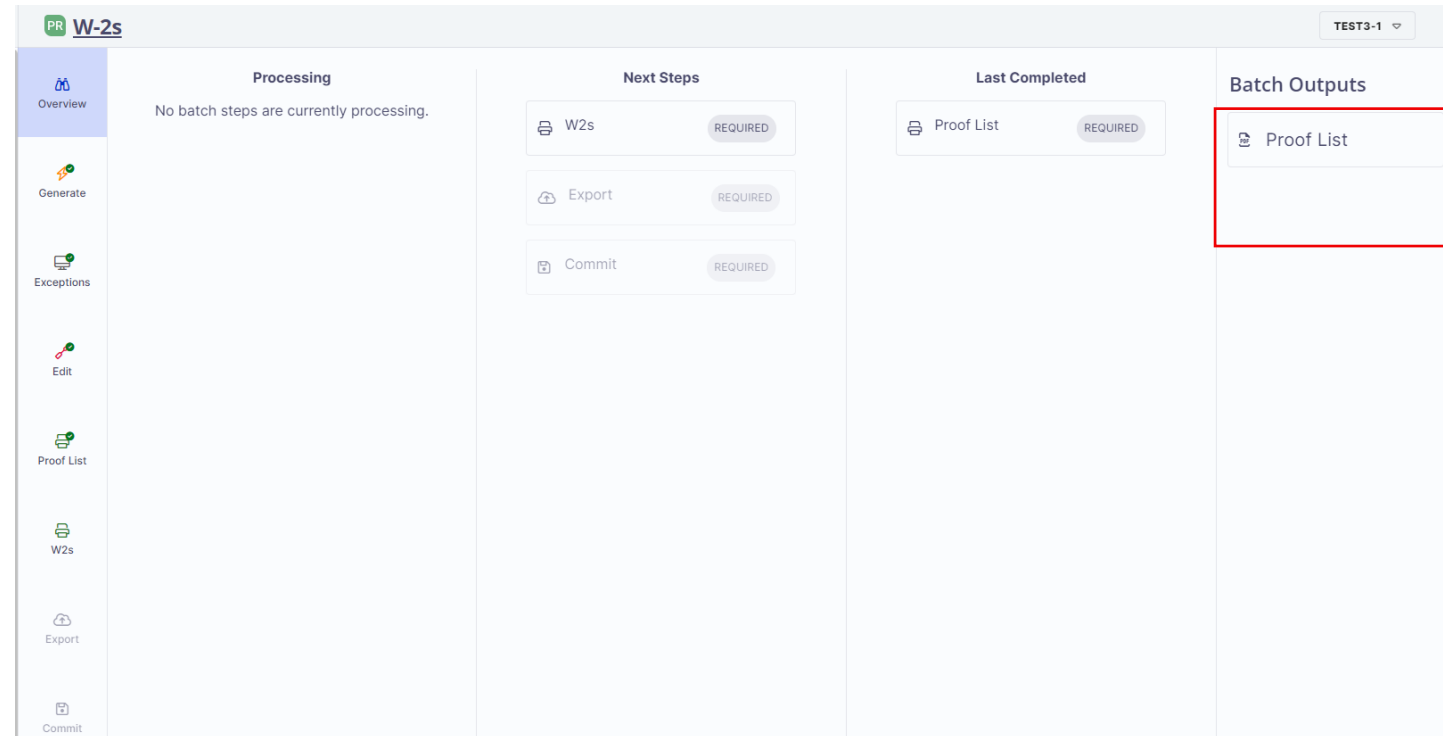 PR W-2s
TEST3-1
Overview
Generate
Exceptions
Edit
Proof List
W2s
Export
Commit
Processing
No batch steps are currently processing.
Next Steps
W2s REQUIRED
Export REQUIRED
Commit REQUIRED
Last Completed
Proof List REQUIRED
Batch Outputs
PDF Proof List